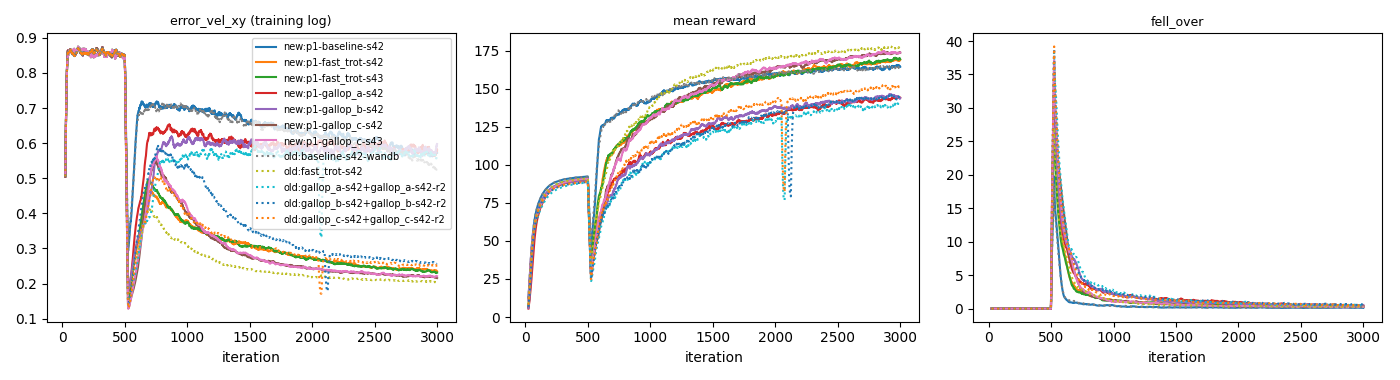 error_vel_xy (training log)
0.9
0.8
0.7
0.6
0.5
0.4
0.3
0.2
0.1
0
500
1000
1500
2000
2500
3000
iteration
new:p1-baseline-s42
new:p1-fast_trot-s42
new:p1-fast_trot-s43
new:p1-gallop_a-s42
new:p1-gallop_b-s42
new:p1-gallop_c-s42
new:p1-gallop_c-s43
old:baseline-s42-wandb
old:fast_trot-s42
old:gallop_a-s42+gallop_a-s42-r2
old:gallop_b-s42+gallop_b-s42-r2
old:gallop_c-s42+gallop_c-s42-r2
mean reward
175
150
125
100
75
50
25
0
0
500
1000
1500
2000
2500
3000
iteration
fell_over
40
35
30
25
20
15
10
5
0
0
500
1000
1500
2000
2500
3000
iteration